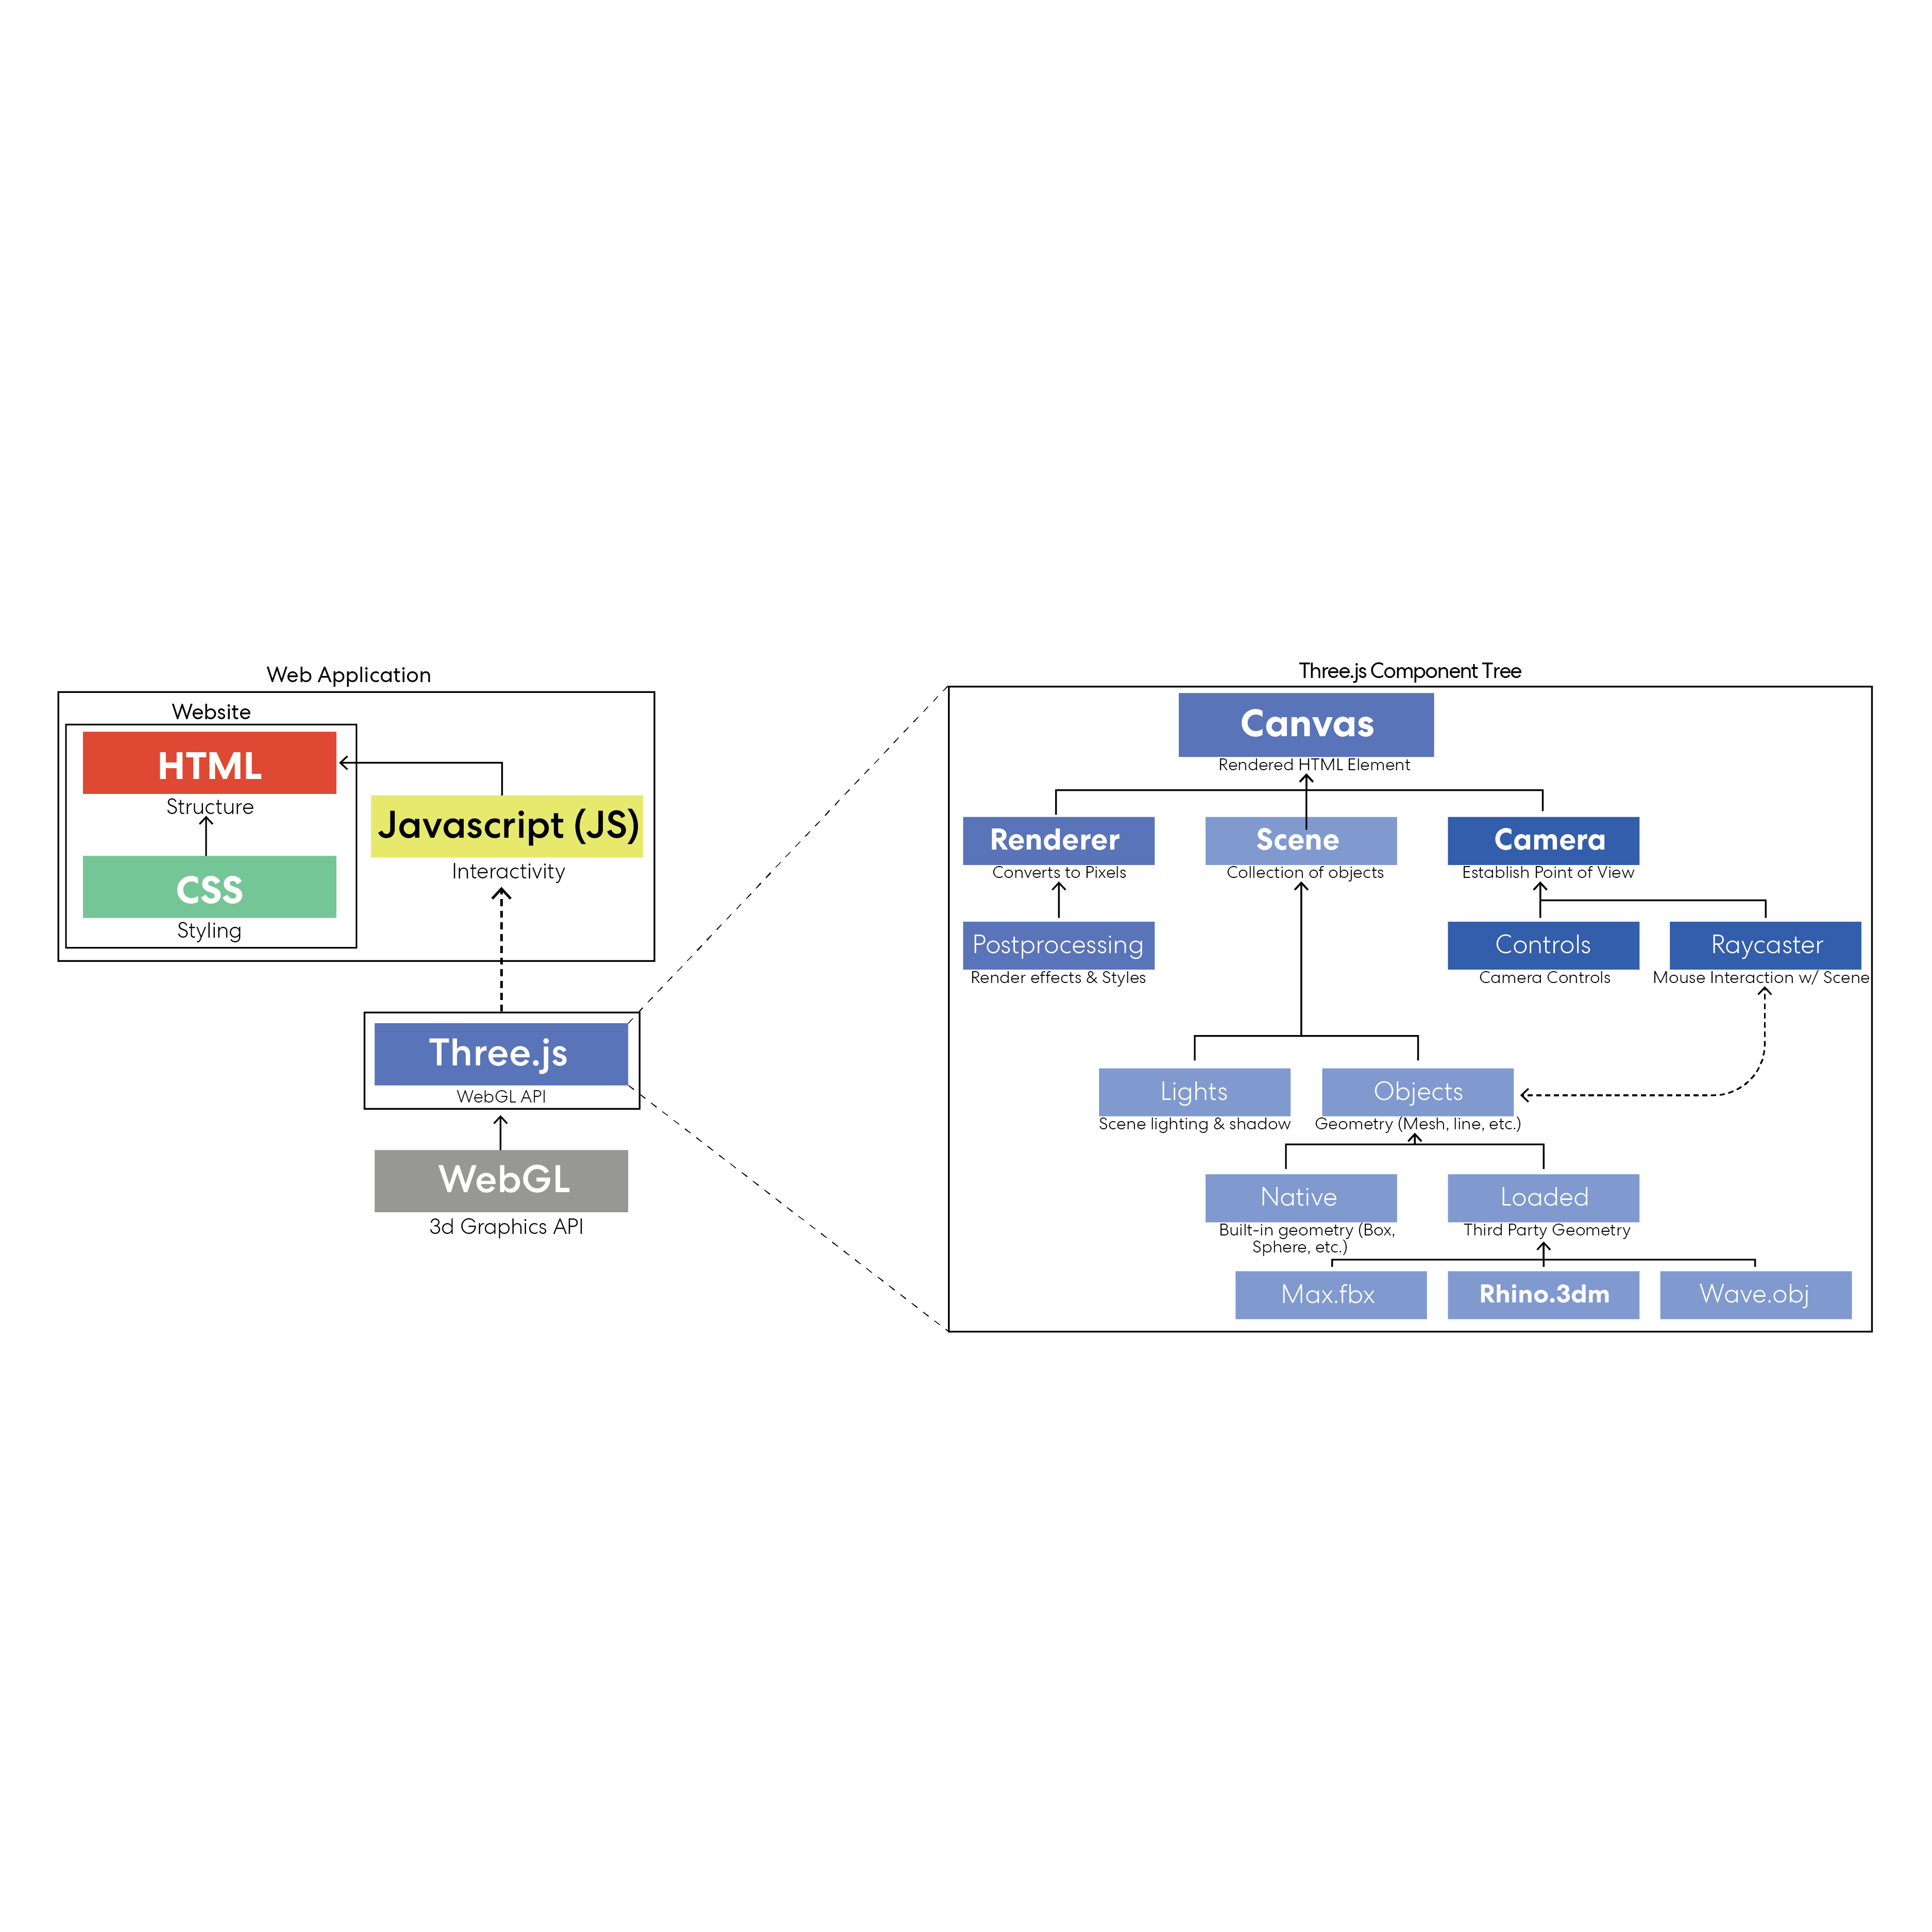 Web Application
Website
HTML
Structure
CSS
Styling
Javascript (JS)
Interactivity
Three.js
WebGL API
WebGL
3d Graphics API
Three.js Component Tree
Canvas
Rendered HTML Element
Renderer
Converts to Pixels
Scene
Collection of objects
Camera
Establish Point of View
Postprocessing
Render effects & Styles
Controls
Camera Controls
Raycaster
Mouse Interaction w/ Scene
Lights
Scene lighting & shadow
Objects
Geometry (Mesh, line, etc.)
Native
Built-in geometry (Box,
Sphere, etc.)
Loaded
Third Party Geometry
Max.fbx
Rhino.3dm
Wave.obj